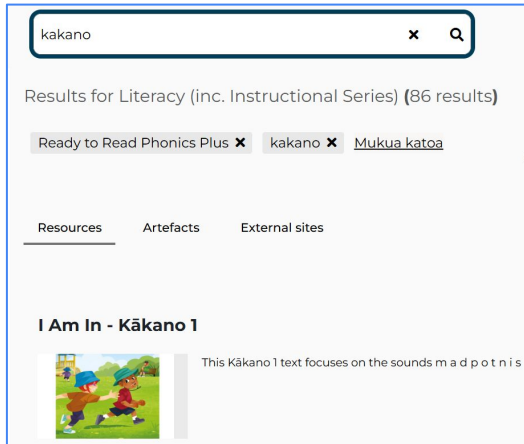 kakano
Results for Literacy (inc. Instructional Series) (86 results)
Ready to Read Phonics Plus kakano Mukua katoa
Resources Artefacts External sites
I Am In - Kākano 1
This Kākano 1 text focuses on the sounds m a d p o t n i s